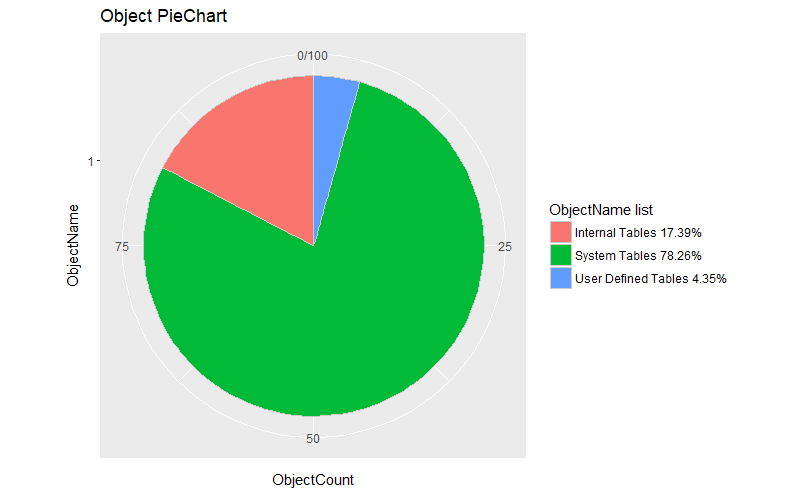 Object PieChart
0/100
1
ObjectName
75
25
50
ObjectCount
ObjectName list
Internal Tables 17.39%
System Tables 78.26%
User Defined Tables 4.35%